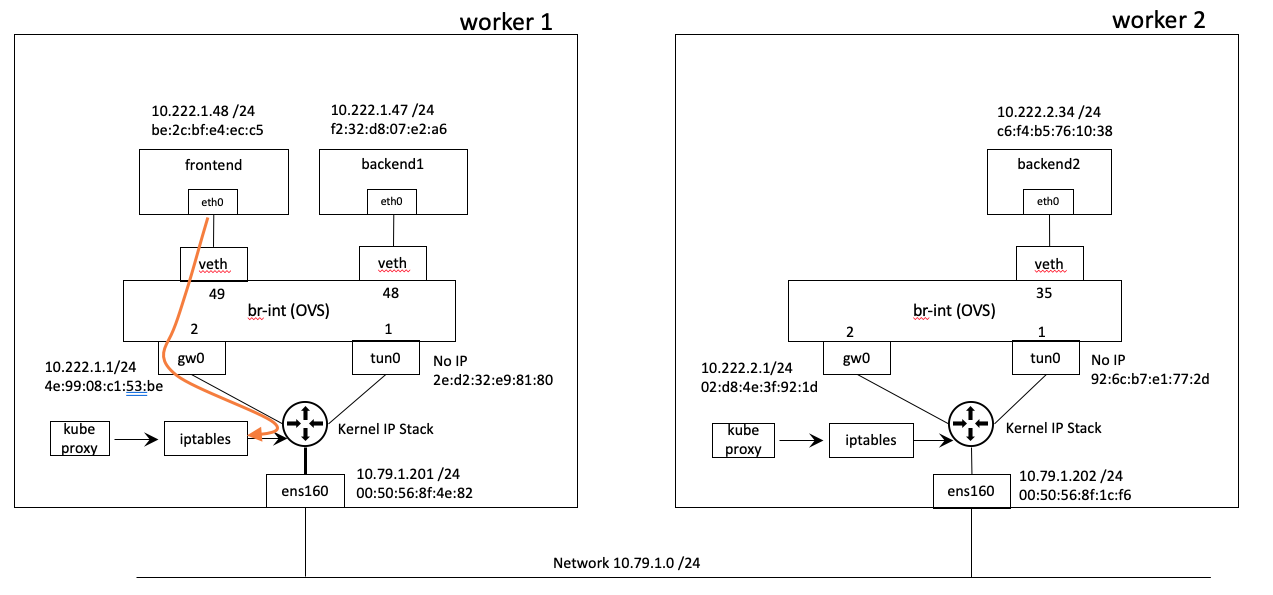 worker 1
worker 2
10.222.1.48 /24
be:2c:bf:e4:ec:c5
10.222.1.47 /24
f2:32:d8:07:e2:a6
10.222.2.34 /24
c6:f4:b5:76:10:38
frontend
backend1
backend2
eth0
eth0
eth0
veth
veth
veth
49
48
35
br-int (OVS)
br-int (OVS)
2
1
2
1
gw0
tun0
gw0
tun0
10.222.1.1/24
4e:99:08:c1:53:be
No IP
2e:d2:32:e9:81:80
10.222.2.1/24
02:d8:4e:3f:92:1d
No IP
92:6c:b7:e1:77:2d
kube
proxy
iptables
Kernel IP Stack
kube
proxy
iptables
Kernel IP Stack
ens160
10.79.1.201 /24
00:50:56:8f:4e:82
ens160
10.79.1.202 /24
00:50:56:8f:1c:f6
Network 10.79.1.0 /24